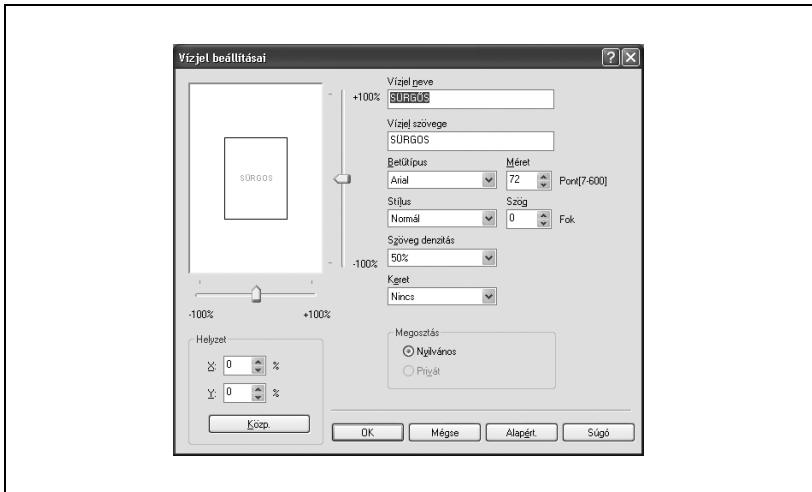 Vízjel beállításai
Vízjel neve
+100%
SÜRGŐS
Vízjel szövege
SÜRGOS
SÜRGOS
Betűtípus
Méret
Arial
72
Pont[7-600]
Stílus
Szög
Normál
0
Fok
Szöveg denzitás
-100%
50%
Keret
Nincs
-100%
+100%
Helyzet
X: 0 %
Y: 0 %
Közp.
Megosztás
Nyilvános
Privát
OK
Mégse
Alapért.
Súgó